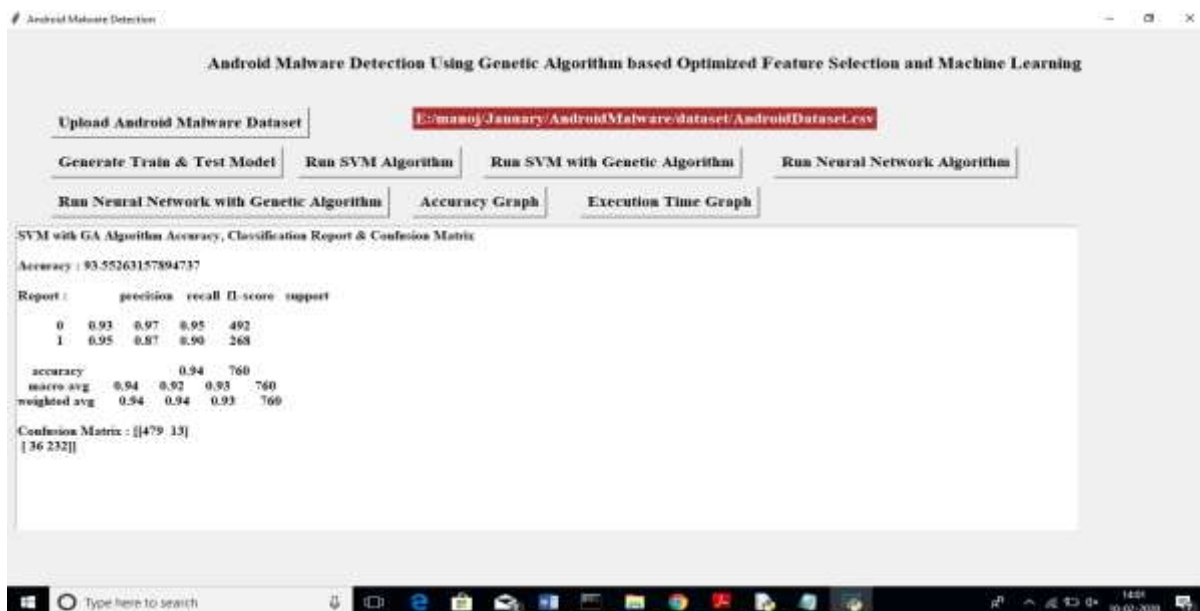 Android Malware Detection
Android Malware Detection Using Genetic Algorithm based Optimized Feature Selection and Machine Learning
Upload Android Malware Dataset
E:/manoj/January/AndroidMalware/dataset/AndroidDataset.csv
Generate Train & Test Model Run SVM Algorithm Run SVM with Genetic Algorithm Run Neural Network Algorithm
Run Neural Network with Genetic Algorithm Accuracy Graph Execution Time Graph
SVM with GA Algorithm Accuracy, Classification Report & Confusion Matrix
Accuracy : 93.55263157894737
Report : precision recall f1-score support
0 0.93 0.97 0.95 492
1 0.95 0.87 0.90 268
accuracy 0.94 760
macro avg 0.94 0.92 0.93 760
weighted avg 0.94 0.94 0.93 760
Confusion Matrix : [[479 13]
[ 36 232]]
Type here to search
14:01